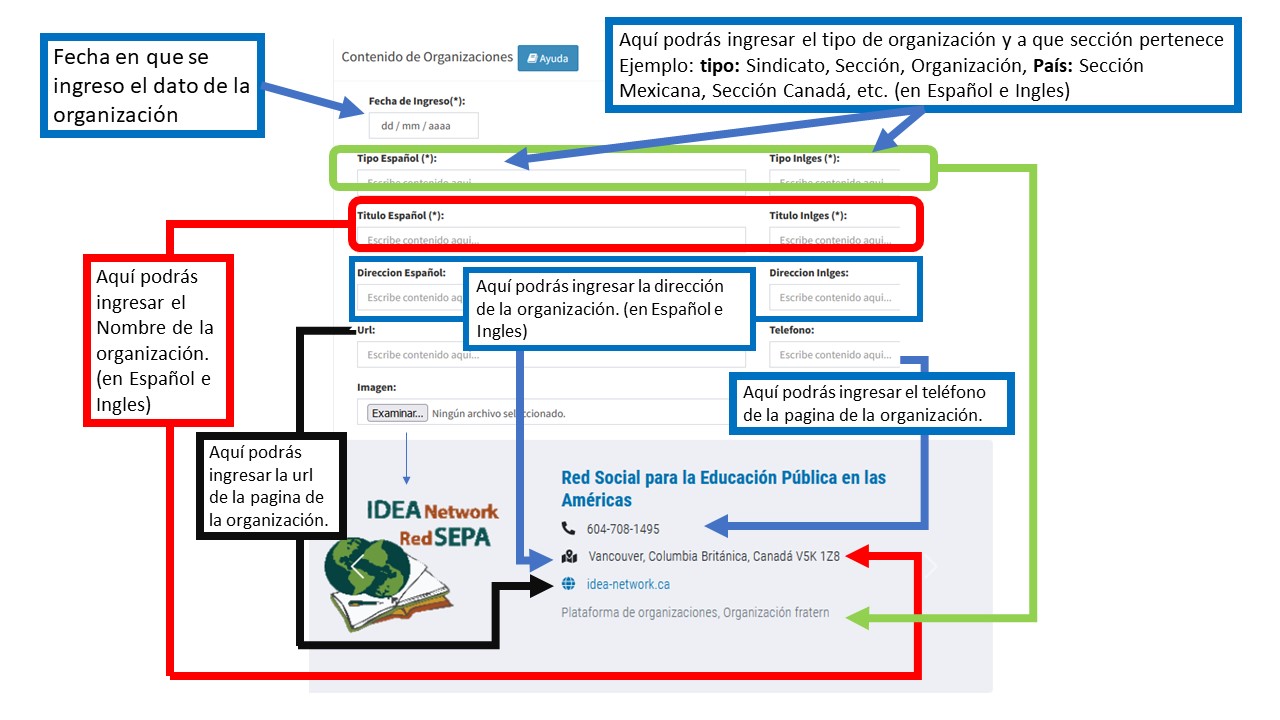 Fecha en que se
ingreso el dato de la
organización
Aquí podrás ingresar el tipo de organización y a que sección pertenece
Ejemplo: tipo: Sindicato, Sección, Organización, País: Sección
Mexicana, Sección Canadá, etc. (en Español e Ingles)
Contenido de Organizaciones Ayuda
Fecha de Ingreso(*):
dd / mm / aaaa
Tipo Español (*): Tipo Inlges (*):
Escribe contenido aqui... Escribe contenido aqui...
Titulo Español (*): Titulo Inlges (*):
Escribe contenido aqui... Escribe contenido aqui...
Aquí podrás
ingresar el
Nombre de la
organización.
(en Español e
Ingles)
Direccion Español: Direccion Inlges:
Escribe contenido aq Escribe contenido aqui...
Aquí podrás ingresar la dirección
de la organización. (en Español e
Ingles)
Url: Telefono:
Escribe contenido aqui... Escribe contenido aqui...
Aquí podrás ingresar el teléfono
de la pagina de la organización.
Imagen:
Examinar... Ningún archivo seleccionado.
Aquí podrás
ingresar la url
de la pagina de
la organización.
IDEA Network
Red SEPA
Red Social para la Educación Pública en las
Américas
604-708-1495
Vancouver, Columbia Británica, Canadá V5K 1Z8
idea-network.ca
Plataforma de organizaciones, Organización fratern